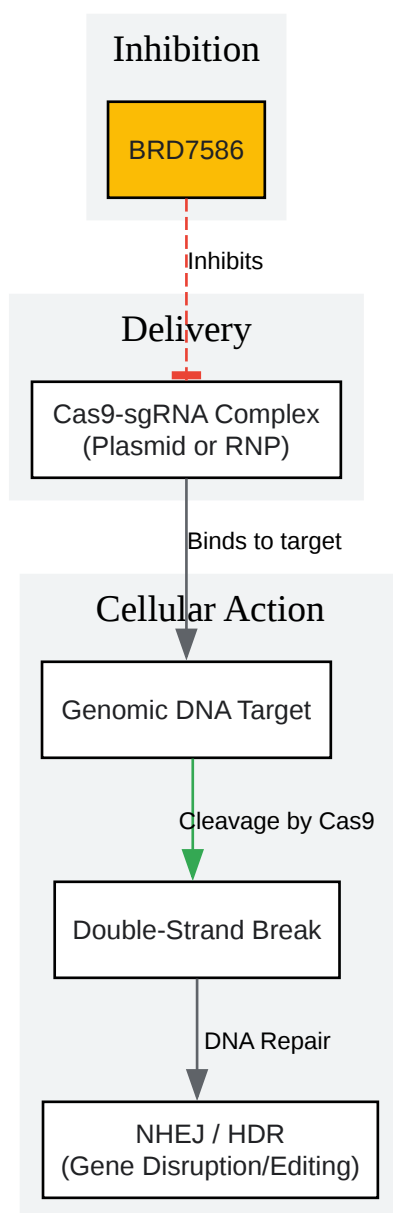 Inhibition
BRD7586
Inhibits
Delivery
Cas9-sgRNA Complex
(Plasmid or RNP)
Binds to target
Cellular Action
Genomic DNA Target
Cleavage by Cas9
Double-Strand Break
DNA Repair
NHEJ / HDR
(Gene Disruption/Editing)